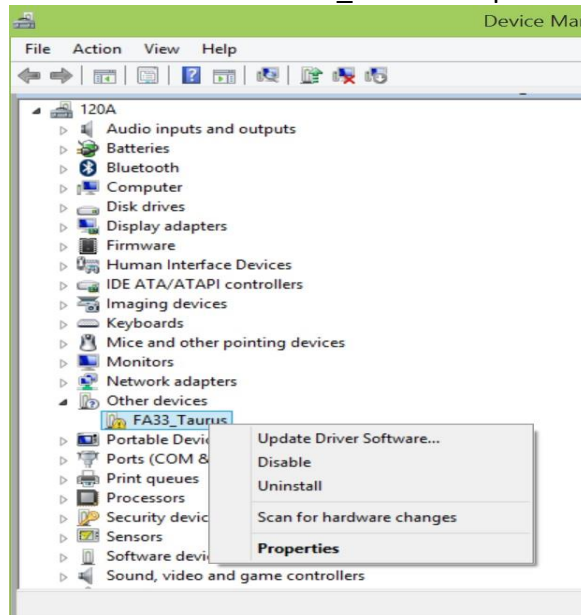 Device Ma
File Action View Help
120A
Audio inputs and outputs
Batteries
Bluetooth
Computer
Disk drives
Display adapters
Firmware
Human Interface Devices
IDE ATA/ATAPI controllers
Imaging devices
Keyboards
Mice and other pointing devices
Monitors
Network adapters
Other devices
FA33_Taurus
Portable Devi
Update Driver Software...
Ports (COM &
Disable
Print queues
Uninstall
Processors
Security devic
Scan for hardware changes
Sensors
Software devi
Properties
Sound, video and game controllers